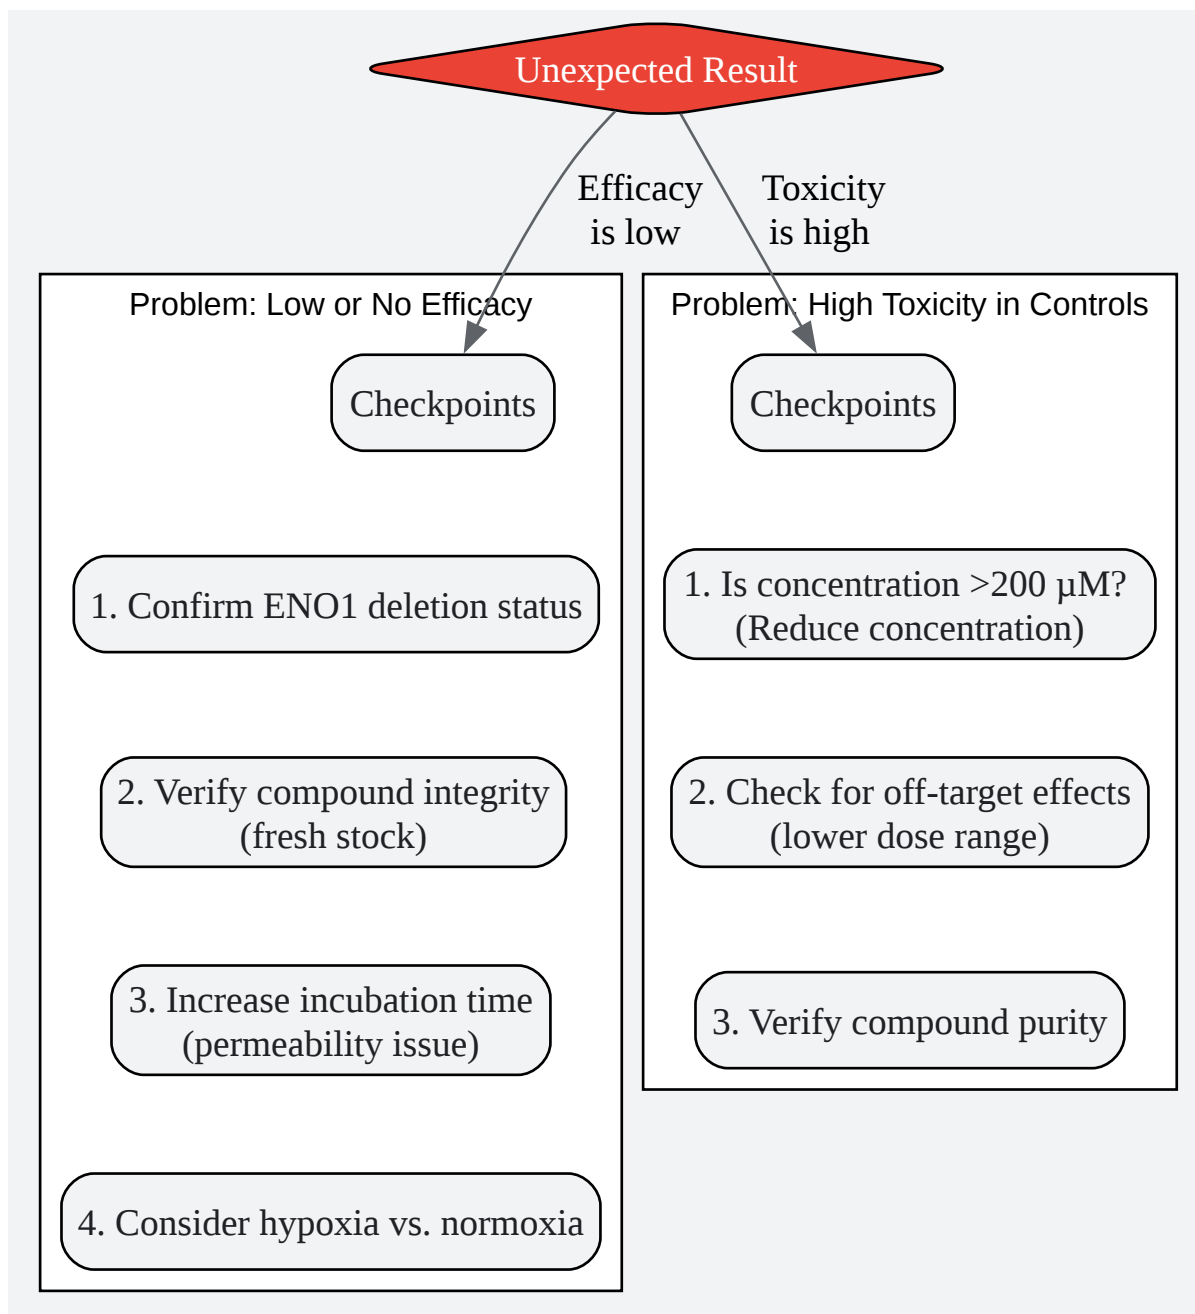 Unexpected Result
Efficacy
is low
Toxicity
is high
Problem: Low or No Efficacy
Checkpoints
1. Confirm ENO1 deletion status
2. Verify compound integrity
(fresh stock)
3. Increase incubation time
(permeability issue)
4. Consider hypoxia vs. normoxia
Problem: High Toxicity in Controls
Checkpoints
1. Is concentration >200 µM?
(Reduce concentration)
2. Check for off-target effects
(lower dose range)
3. Verify compound purity